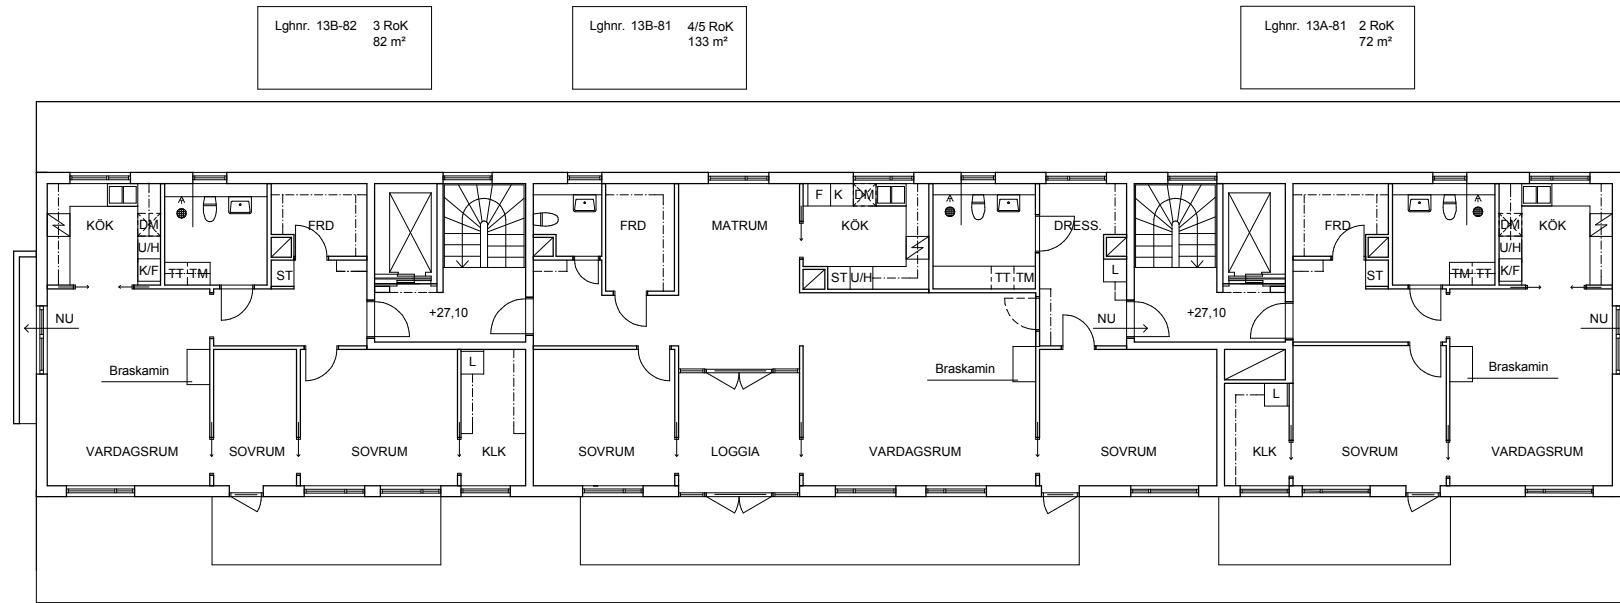 Lghnr. 13B-82 3 RoK
82 m²
Lghnr. 13B-81 4/5 RoK
133 m²
Lghnr. 13A-81 2 RoK
72 m²
KÖK
DM
U/H
K/F
TT TM
FRD
ST
NU
Braskamin
VARDAGSRUM
SOVRUM
SOVRUM
L
KLK
+27,10
FRD
MATRUM
F K DM
KÖK
ST U/H
TT TM
DRESS.
L
NU
Braskamin
SOVRUM
LOGGIA
VARDAGSRUM
SOVRUM
+27,10
FRD
ST
TM TT
DM
U/H
K/F
KÖK
NU
Braskamin
L
KLK
SOVRUM
VARDAGSRUM